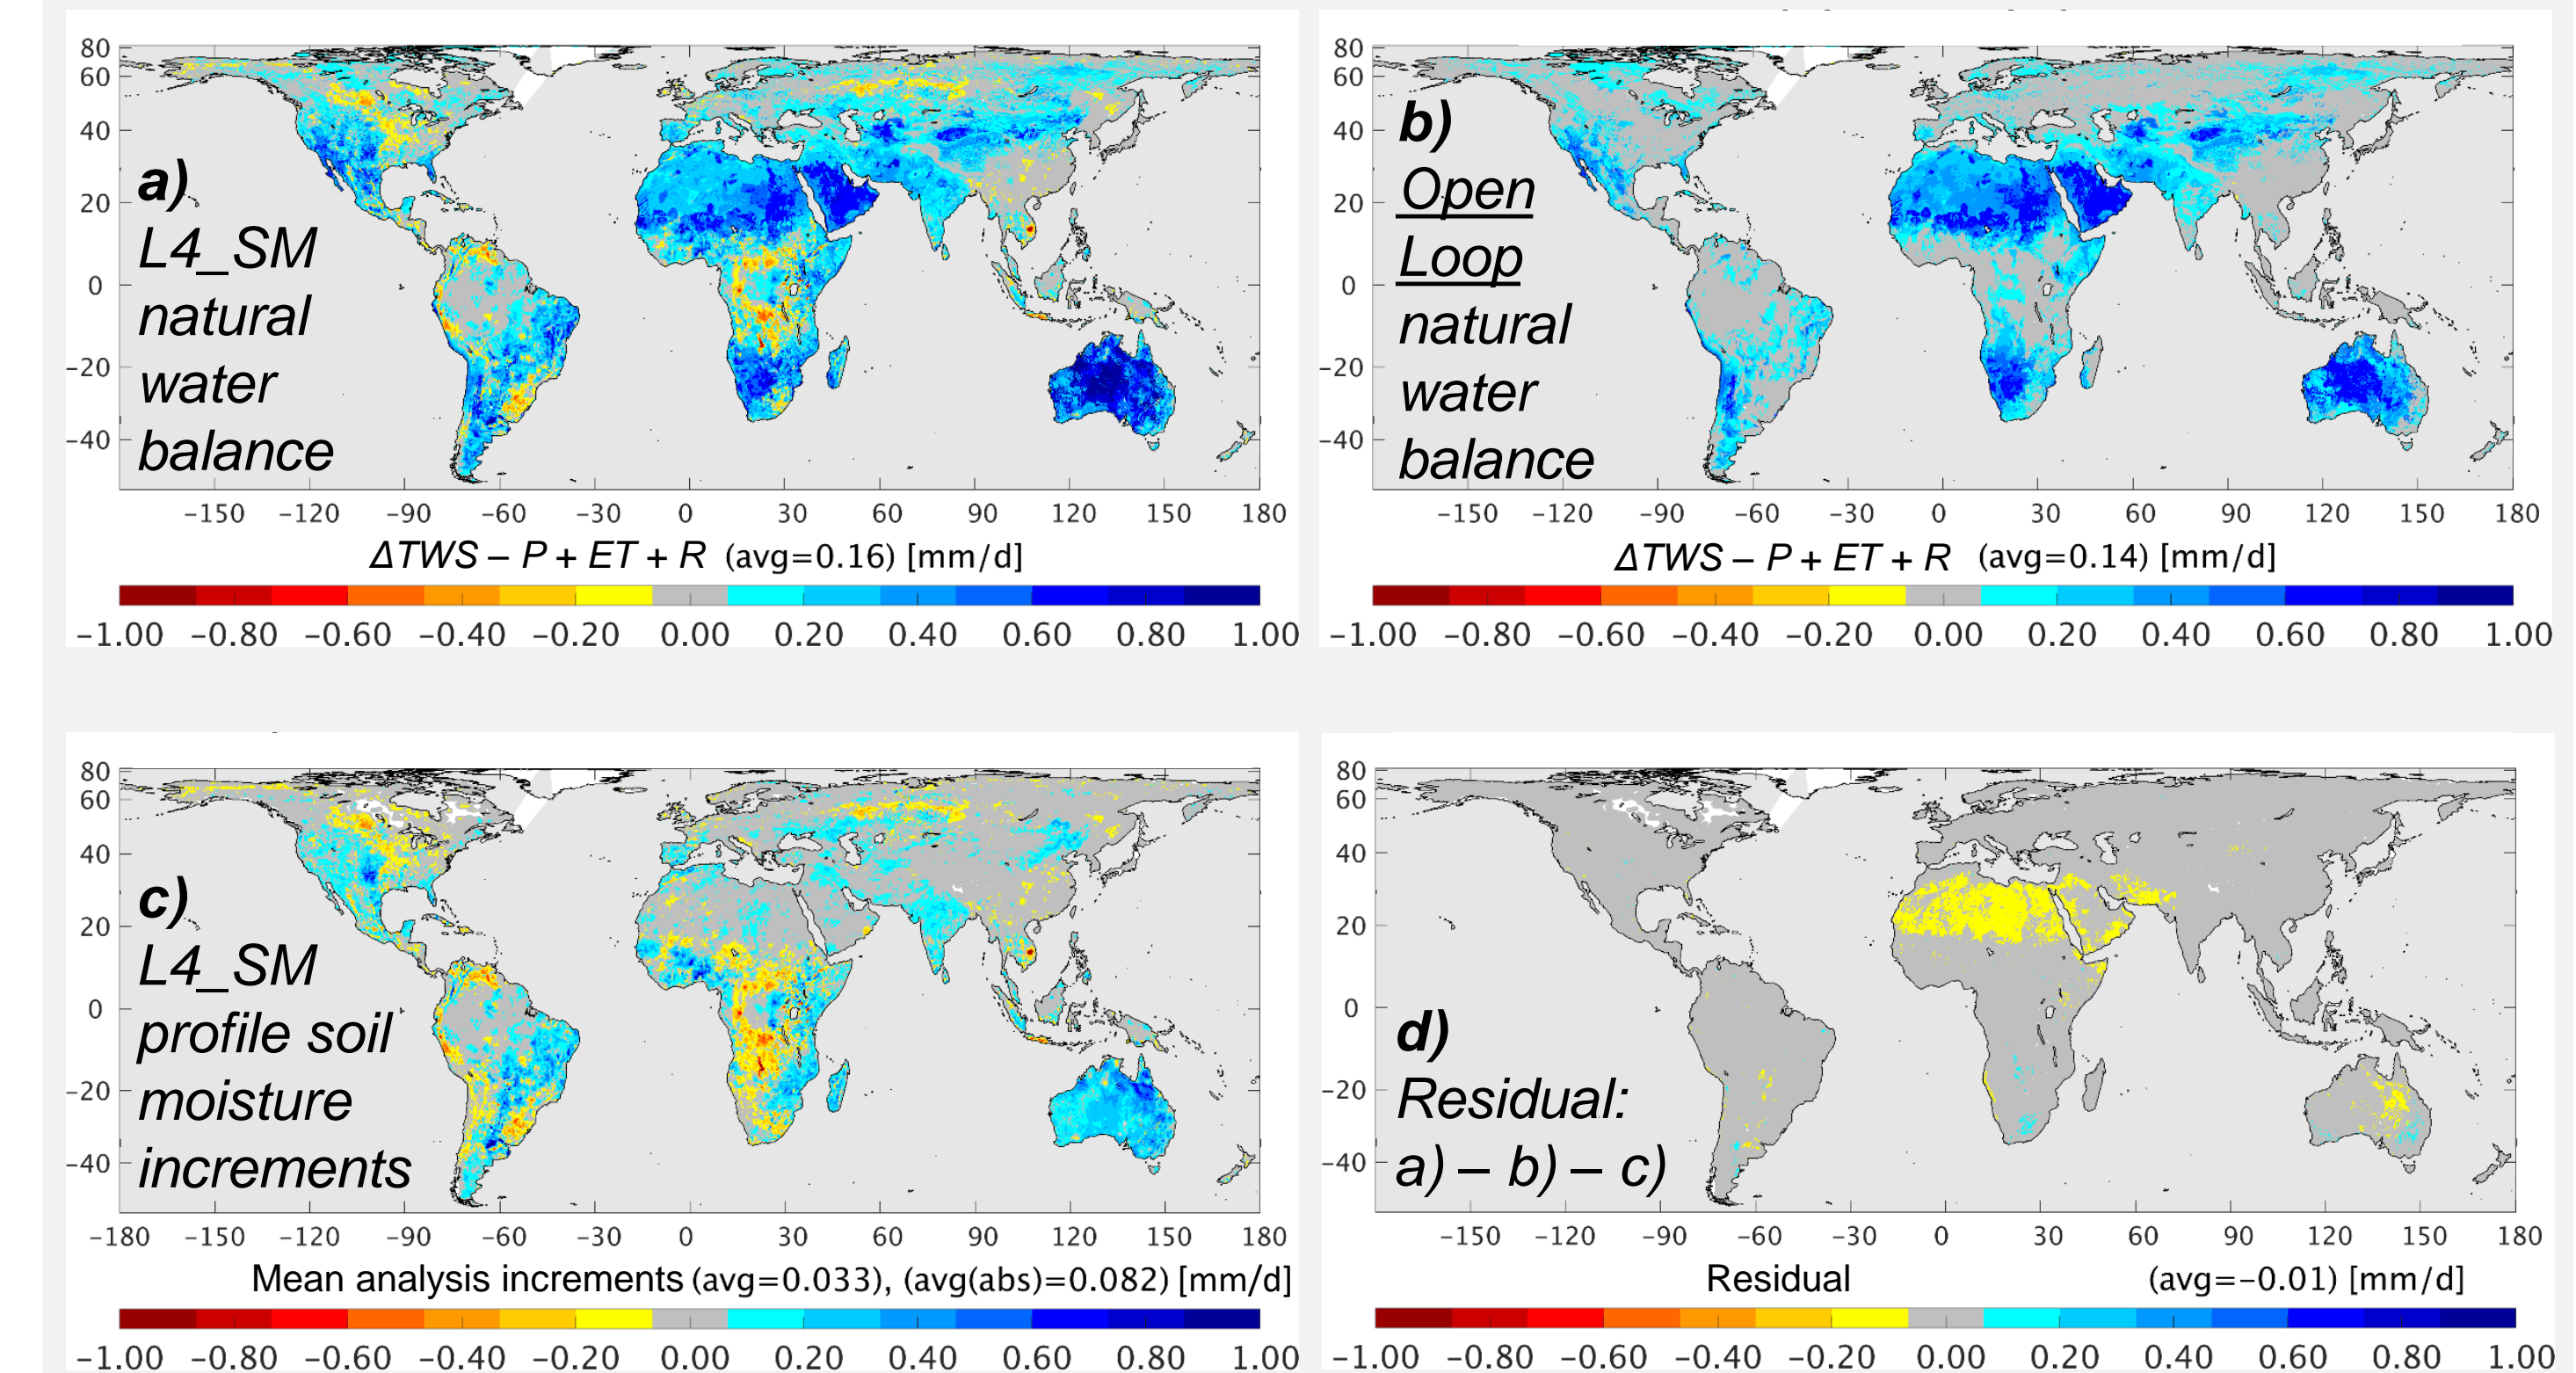 80
60
40
20
0
−20
−40
a)
L4_SM
natural
water
balance
−150 −120 −90 −60 −30 0 30 60 90 120 150 180
ΔTWS – P + ET + R (avg=0.16) [mm/d]
−1.00 −0.80 −0.60 −0.40 −0.20 0.00 0.20 0.40 0.60 0.80 1.00
80
60
40
20
0
−20
−40
b)
Open
Loop
natural
water
balance
−150 −120 −90 −60 −30 0 30 60 90 120 150 180
ΔTWS – P + ET + R (avg=0.14) [mm/d]
−1.00 −0.80 −0.60 −0.40 −0.20 0.00 0.20 0.40 0.60 0.80 1.00
80
60
40
20
0
−20
−40
c)
L4_SM
profile soil
moisture
increments
−180 −150 −120 −90 −60 −30 0 30 60 90 120 150 180
Mean analysis increments (avg=0.033), (avg(abs)=0.082) [mm/d]
−1.00 −0.80 −0.60 −0.40 −0.20 0.00 0.20 0.40 0.60 0.80 1.00
80
60
40
20
0
−20
−40
d)
Residual:
a) – b) – c)
−150 −120 −90 −60 −30 0 30 60 90 120 150 180
Residual (avg=−0.01) [mm/d]
−1.00 −0.80 −0.60 −0.40 −0.20 0.00 0.20 0.40 0.60 0.80 1.00